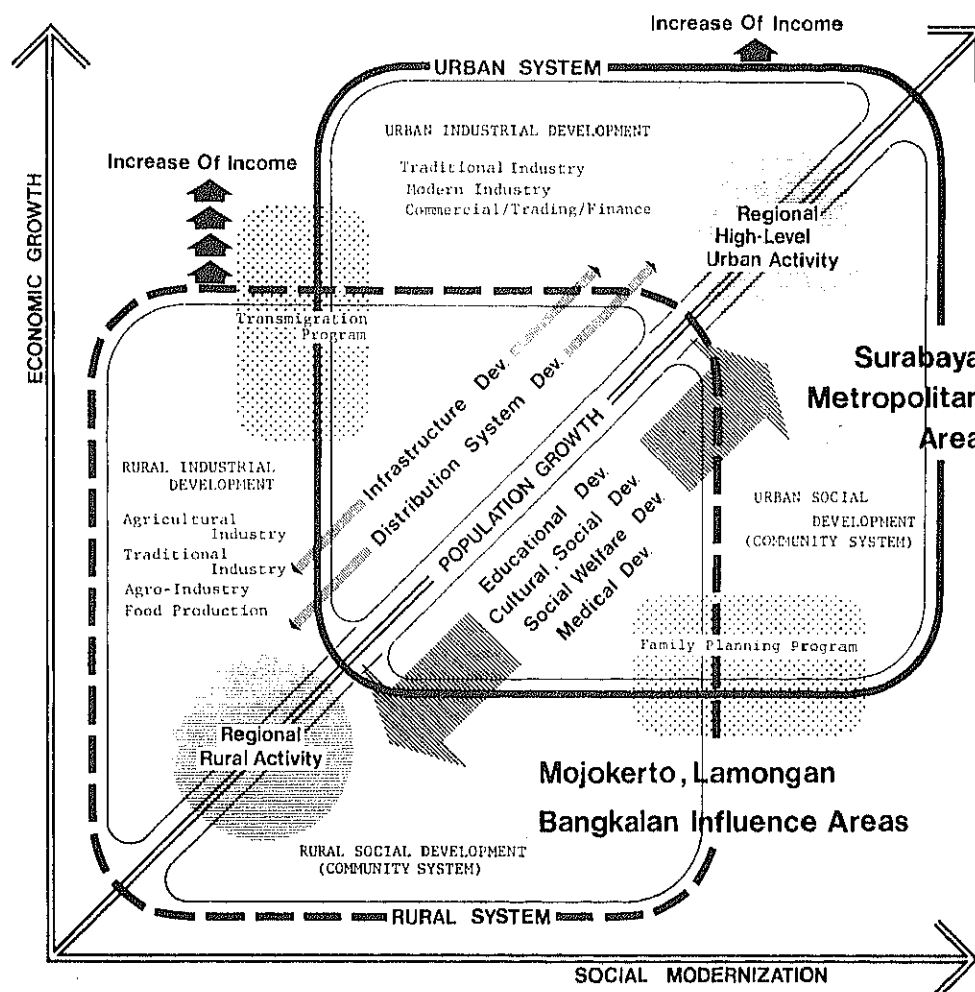 Increase Of Income
URBAN SYSTEM
URBAN INDUSTRIAL DEVELOPMENT
Traditional Industry
Modern Industry
Commercial/Trading/Finance
Increase Of Income
ECONOMIC GROWTH
Regional
High-Level
Urban Activity
Transmigration
Program
Surabaya
Metropolitan
Area
Infrastructure Dev.
Distribution System Dev.
POPULATION GROWTH
Educational Dev.
Cultural, Social Dev.
Social Welfare Dev.
Medical Dev.
RURAL INDUSTRIAL
DEVELOPMENT
Agricultural
Industry
Traditional
Industry
Agro-Industry
Food Production
URBAN SOCIAL
DEVELOPMENT
(COMMUNITY SYSTEM)
Family Planning Program
Regional
Rural Activity
Mojokerto, Lamongan
Bangkalan Influence Areas
RURAL SOCIAL DEVELOPMENT
(COMMUNITY SYSTEM)
RURAL SYSTEM
SOCIAL MODERNIZATION